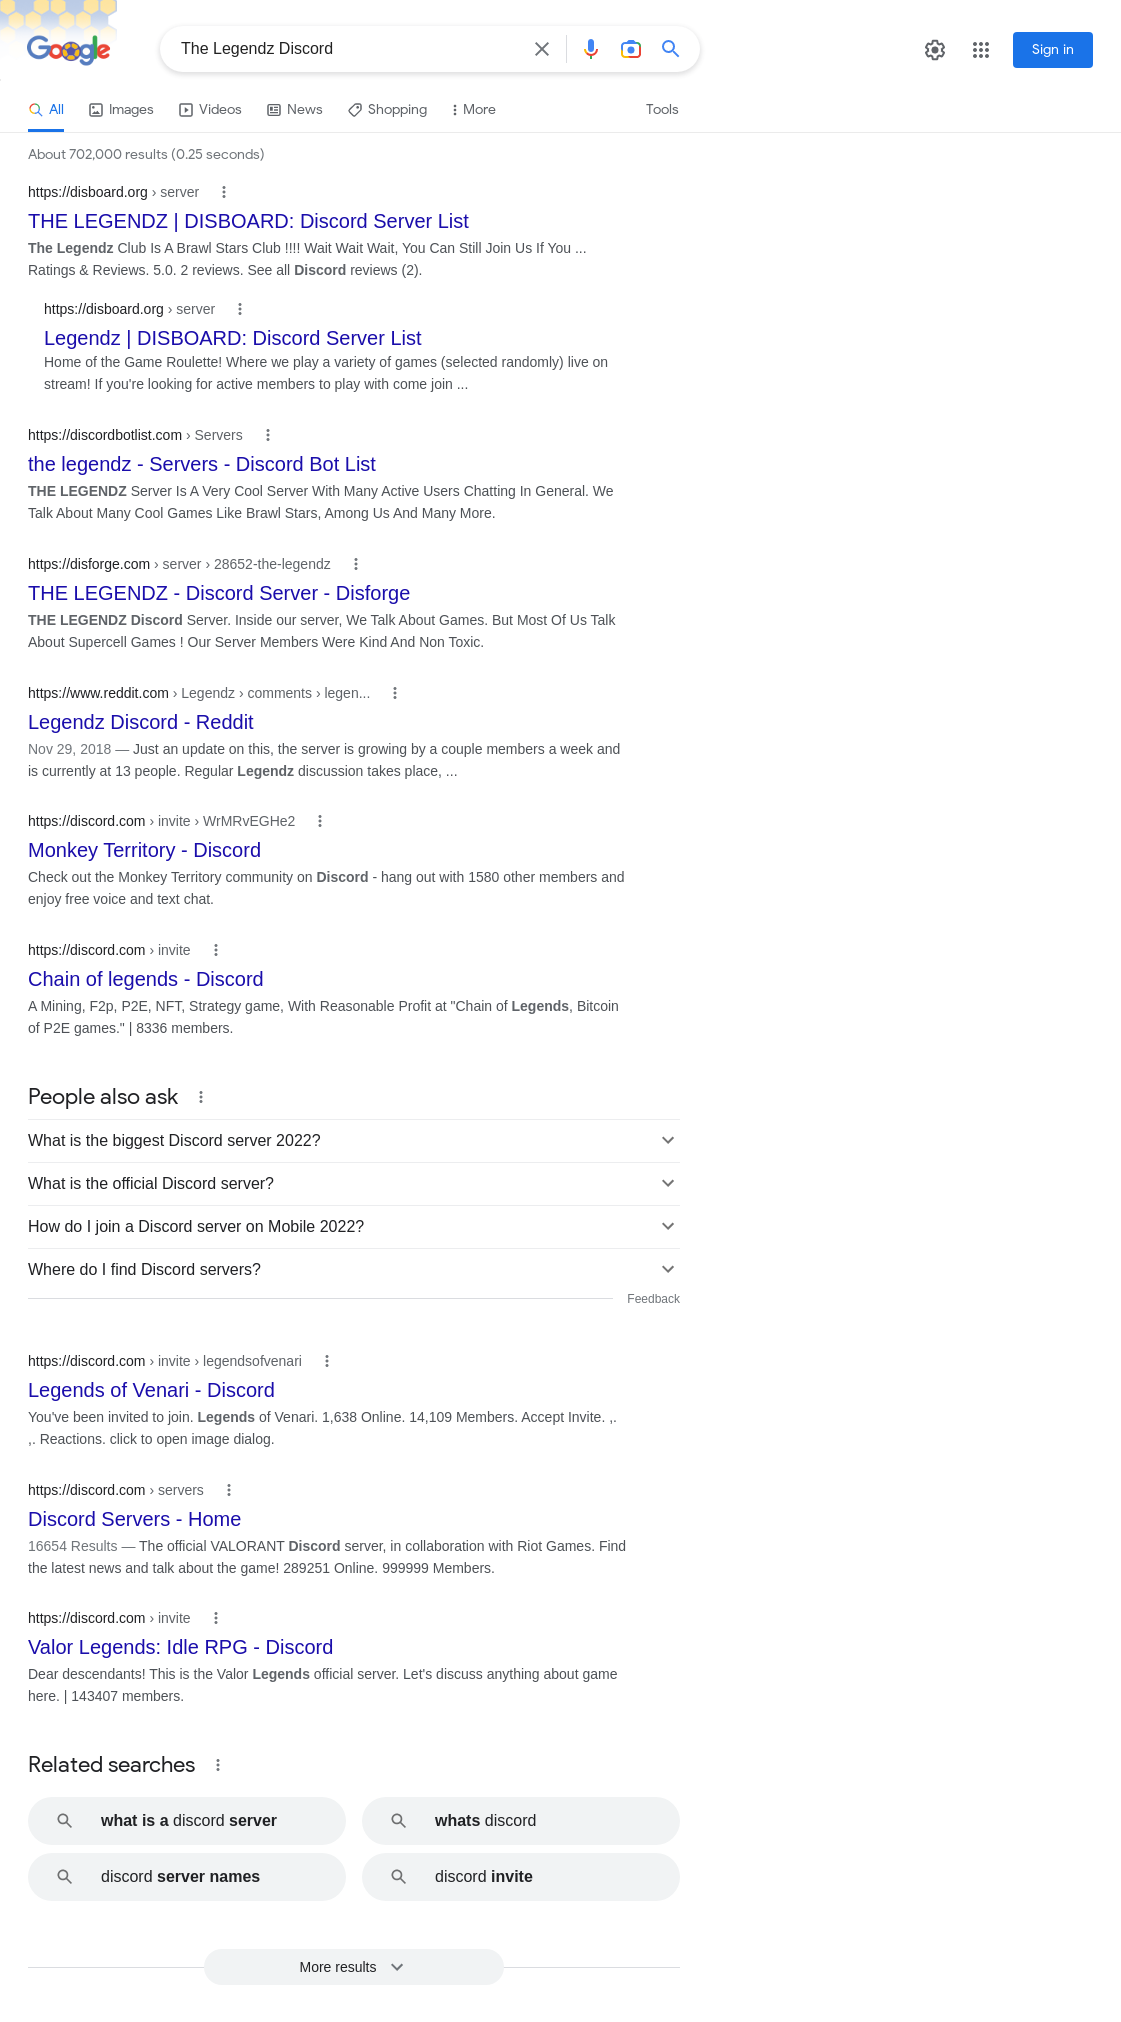 Google
The Legendz Discord
Sign in
All
Images
Videos
News
Shopping
More
Tools
About 702,000 results (0.25 seconds)
https://disboard.org › server
THE LEGENDZ | DISBOARD: Discord Server List
The Legendz Club Is A Brawl Stars Club !!!! Wait Wait Wait, You Can Still Join Us If You ...
Ratings & Reviews. 5.0. 2 reviews. See all Discord reviews (2).
https://disboard.org › server
Legendz | DISBOARD: Discord Server List
Home of the Game Roulette! Where we play a variety of games (selected randomly) live on
stream! If you're looking for active members to play with come join ...
https://discordbotlist.com › Servers
the legendz - Servers - Discord Bot List
THE LEGENDZ Server Is A Very Cool Server With Many Active Users Chatting In General. We
Talk About Many Cool Games Like Brawl Stars, Among Us And Many More.
https://disforge.com › server › 28652-the-legendz
THE LEGENDZ - Discord Server - Disforge
THE LEGENDZ Discord Server. Inside our server, We Talk About Games. But Most Of Us Talk
About Supercell Games ! Our Server Members Were Kind And Non Toxic.
https://www.reddit.com › Legendz › comments › legen...
Legendz Discord - Reddit
Nov 29, 2018 — Just an update on this, the server is growing by a couple members a week and
is currently at 13 people. Regular Legendz discussion takes place, ...
https://discord.com › invite › WrMRvEGHe2
Monkey Territory - Discord
Check out the Monkey Territory community on Discord - hang out with 1580 other members and
enjoy free voice and text chat.
https://discord.com › invite
Chain of legends - Discord
A Mining, F2p, P2E, NFT, Strategy game, With Reasonable Profit at "Chain of Legends, Bitcoin
of P2E games." | 8336 members.
People also ask
What is the biggest Discord server 2022?
What is the official Discord server?
How do I join a Discord server on Mobile 2022?
Where do I find Discord servers?
Feedback
https://discord.com › invite › legendsofvenari
Legends of Venari - Discord
You've been invited to join. Legends of Venari. 1,638 Online. 14,109 Members. Accept Invite. ,.
,. Reactions. click to open image dialog.
https://discord.com › servers
Discord Servers - Home
16654 Results — The official VALORANT Discord server, in collaboration with Riot Games. Find
the latest news and talk about the game! 289251 Online. 999999 Members.
https://discord.com › invite
Valor Legends: Idle RPG - Discord
Dear descendants! This is the Valor Legends official server. Let's discuss anything about game
here. | 143407 members.
Related searches
what is a discord server
whats discord
discord server names
discord invite
More results